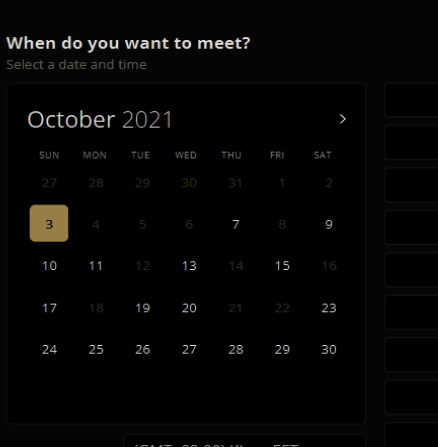 When do you want to meet?
Select a date and time
October 2021 >
SUN MON TUE WED THU FRI SAT
27 28 29 30 31 1 2
3 4 5 6 7 8 9
10 11 12 13 14 15 16
17 18 19 20 21 22 23
24 25 26 27 28 29 30